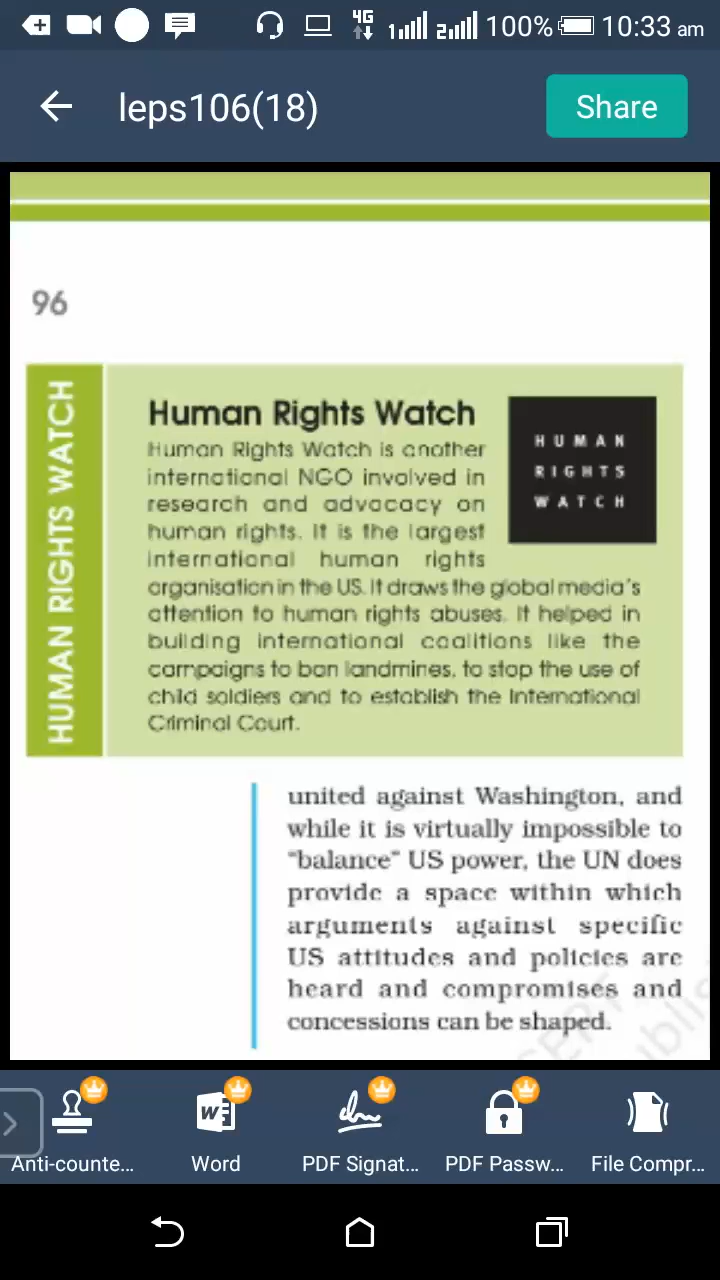 4G
1
2
100%
10:33 am
leps106(18)
Share
96
HUMAN RIGHTS WATCH
Human Rights Watch
HUMAN
RIGHTS
WATCH
Human Rights Watch is another
international NGO involved in
research and advocacy on
human rights. It is the largest
international human rights
organisation in the US. It draws the global media's
attention to human rights abuses. It helped in
building international coalitions like the
campaigns to ban landmines, to stop the use of
child soldiers and to establish the International
Criminal Court.
united against Washington, and
while it is virtually impossible to
"balance" US power, the UN does
provide a space within which
arguments against specific
US attitudes and policies are
heard and compromises and
concessions can be shaped.
Anti-counte...
Word
PDF Signat...
PDF Passw...
File Compr...